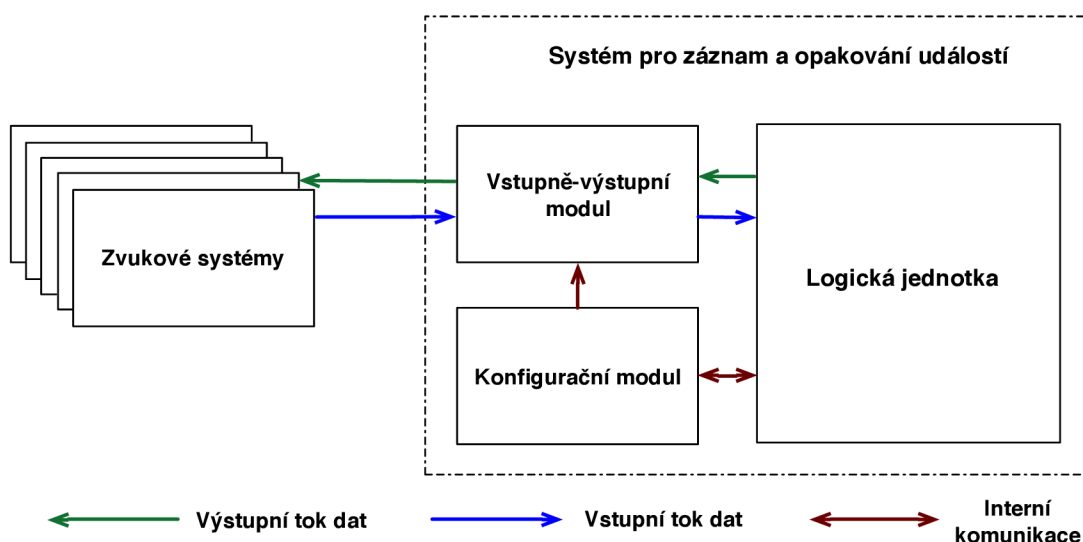 Systém pro záznam a opakování událostí
Vstupně-výstupní
modul
Zvukové systémy
Logická jednotka
Konfigurační modul
Výstupní tok dat
Vstupní tok dat
Interní
komunikace